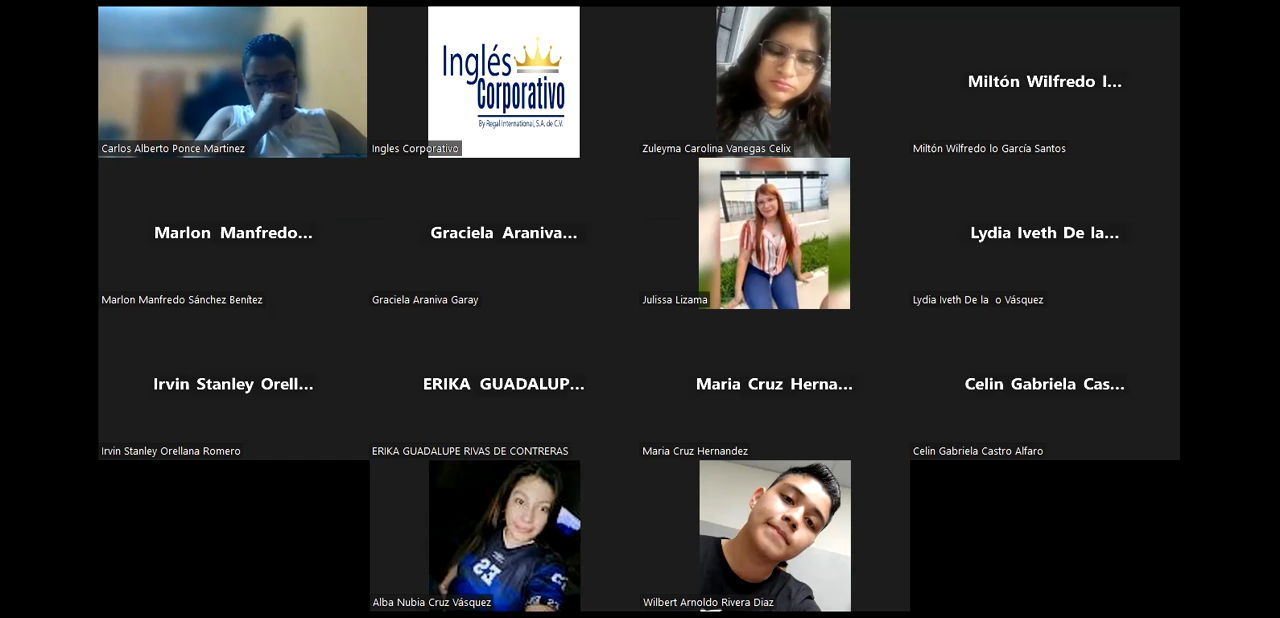 Inglés
Corporativo
By Regal International, S.A. de C.V.
Carlos Alberto Ponce Martinez
Ingles Corporativo
Zuleyma Carolina Vanegas Celix
Miltón Wilfredo l...
Miltón Wilfredo lo García Santos
Marlon Manfredo...
Marlon Manfredo Sánchez Benítez
Graciela Araniva...
Graciela Araniva Garay
Julissa Lizama
Lydia Iveth De la...
Lydia Iveth De la o Vásquez
Irvin Stanley Orell...
Irvin Stanley Orellana Romero
ERIKA GUADALUP...
ERIKA GUADALUPE RIVAS DE CONTRERAS
Maria Cruz Herna...
Maria Cruz Hernandez
Celin Gabriela Cas...
Celin Gabriela Castro Alfaro
23
Alba Nubia Cruz Vásquez
Wilbert Arnoldo Rivera Diaz